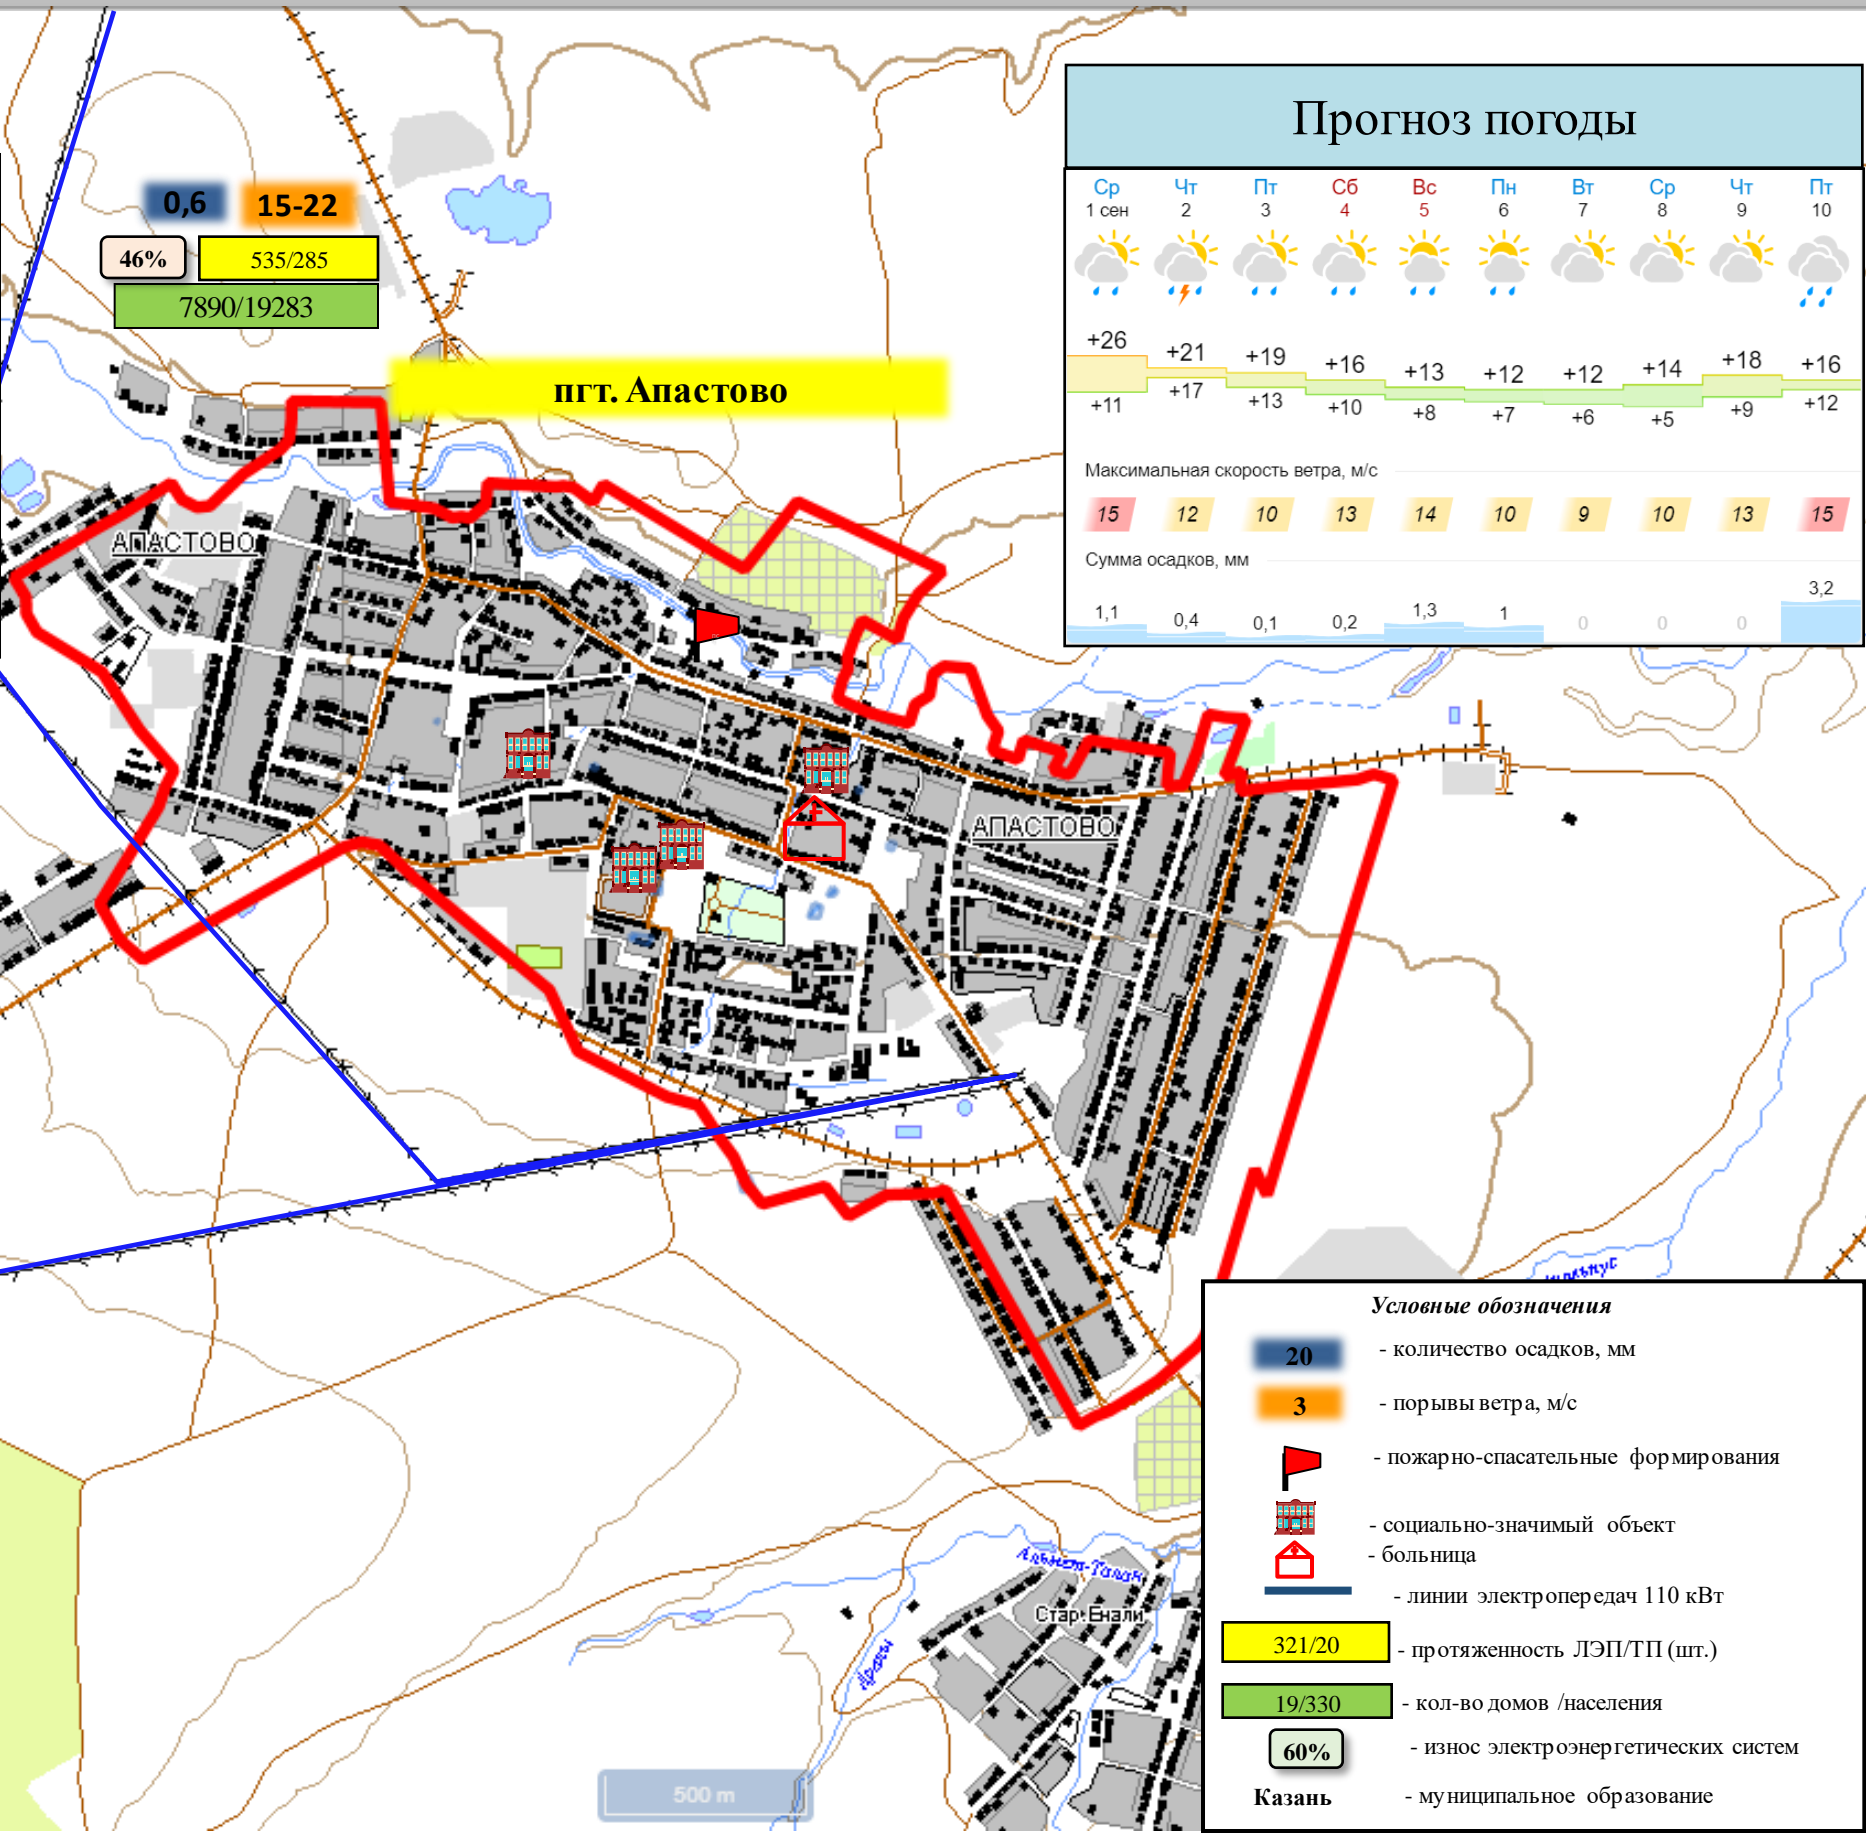 Прогноз погоды
Ср Чт Пт Сб Вс Пн Вт Ср Чт Пт
1 сен 2 3 4 5 6 7 8 9 10
+26 +21 +19 +16 +13 +12 +12 +14 +18 +16
+11 +17 +13 +10 +8 +7 +6 +5 +9 +12
Максимальная скорость ветра, м/с
15 12 10 13 14 10 9 10 13 15
Сумма осадков, мм
1,1 0,4 0,1 0,2 1,3 1 0 0 0 3,2
0,6 15-22
46% 535/285
7890/19283
пгт. Апастово
АПАСТОВО
АПАСТОВО
Стар.Енали
500 m
Условные обозначения
20 - количество осадков, мм
3 - порывы ветра, м/с
- пожарно-спасательные формирования
- социально-значимый объект
- больница
- линии электропередач 110 кВт
321/20 - протяженность ЛЭП/ТП (шт.)
19/330 - кол-во домов /населения
60% - износ электроэнергетических систем
Казань - муниципальное образование